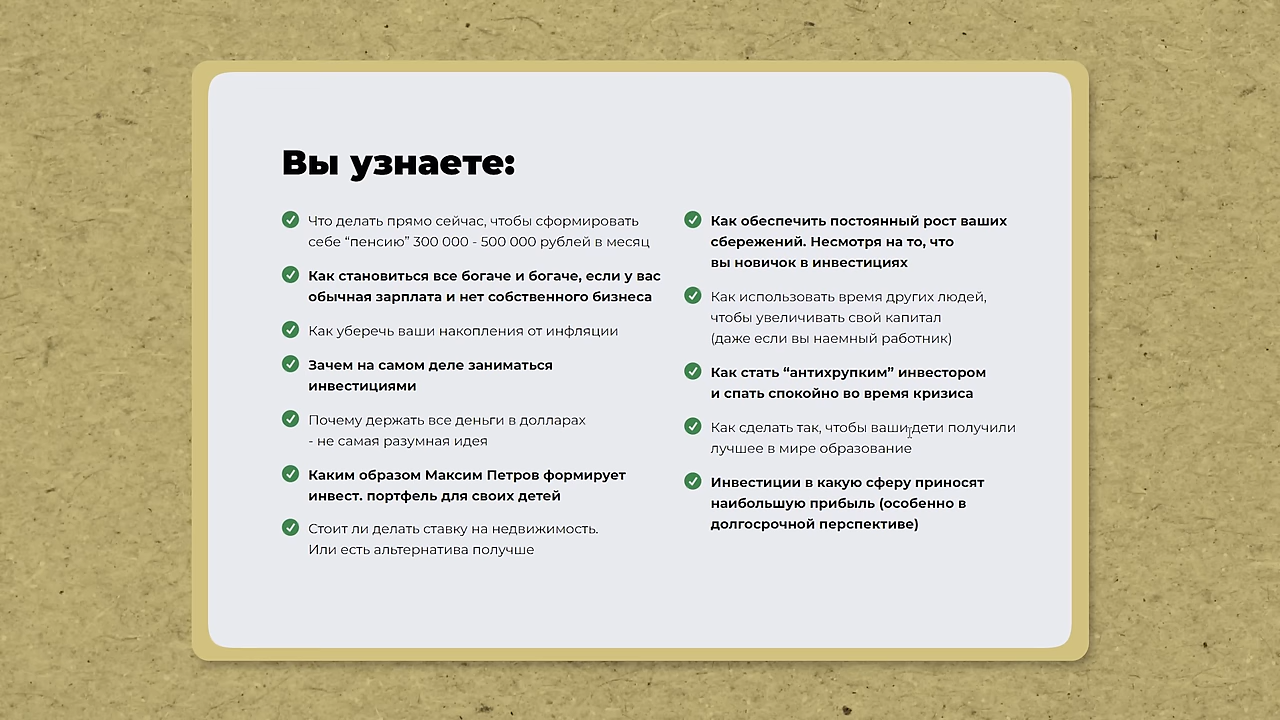 Вы узнаете:
Что делать прямо сейчас, чтобы сформировать
себе “пенсию” 300 000 - 500 000 рублей в месяц
Как становиться все богаче и богаче, если у вас
обычная зарплата и нет собственного бизнеса
Как уберечь ваши накопления от инфляции
Зачем на самом деле заниматься
инвестициями
Почему держать все деньги в долларах
- не самая разумная идея
Каким образом Максим Петров формирует
инвест. портфель для своих детей
Стоит ли делать ставку на недвижимость.
Или есть альтернатива получше
Как обеспечить постоянный рост ваших
сбережений. Несмотря на то, что
вы новичок в инвестициях
Как использовать время других людей,
чтобы увеличивать свой капитал
(даже если вы наемный работник)
Как стать “антихрупким” инвестором
и спать спокойно во время кризиса
Как сделать так, чтобы ваши дети получили
лучшее в мире образование
Инвестиции в какую сферу приносят
наибольшую прибыль (особенно в
долгосрочной перспективе)